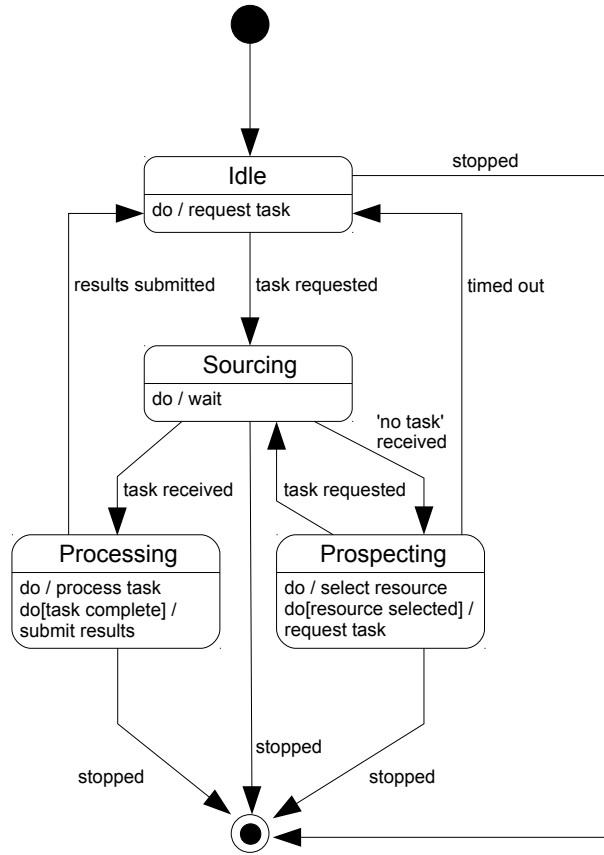 Idle
stopped
do / request task
results submitted
task requested
timed out
Sourcing
do / wait
'no task'
received
task received
task requested
Processing
do / process task
do[task complete] /
submit results
Prospecting
do / select resource
do[resource selected] /
request task
stopped
stopped
stopped